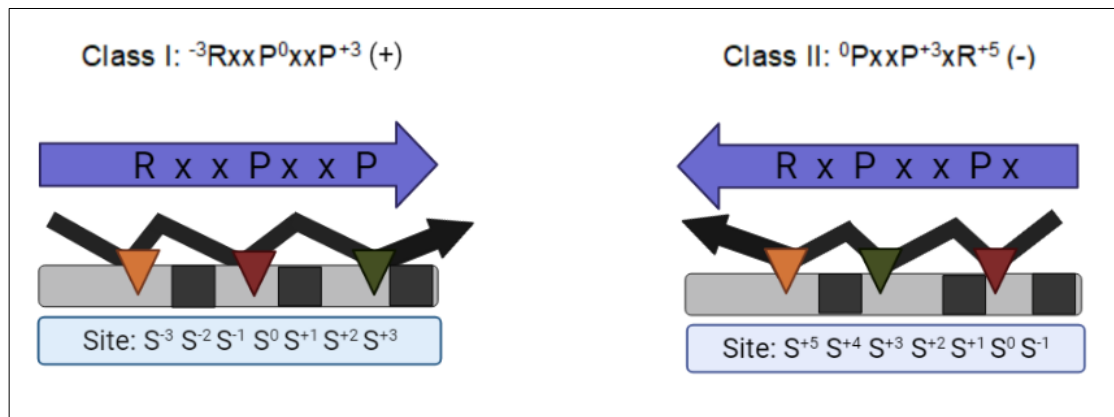 Class I: ⁻³RxxP⁰xxP⁺³ (+)
Class II: ⁰PxxP⁺³xR⁺⁵ (-)
R x x P x x P
R x P x x P x
Site: S⁻³ S⁻² S⁻¹ S⁰ S⁺¹ S⁺² S⁺³
Site: S⁺⁵ S⁺⁴ S⁺³ S⁺² S⁺¹ S⁰ S⁻¹